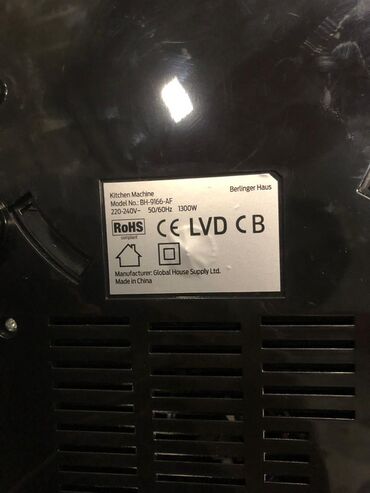 Kitchen Machine Berlinger Haus
Model No.: BH-9166-AF
220-240V~ 50/60Hz 1300W
RoHS
compliant
CE LVD CB
Manufacturer: Global House Supply Ltd.
Made in China